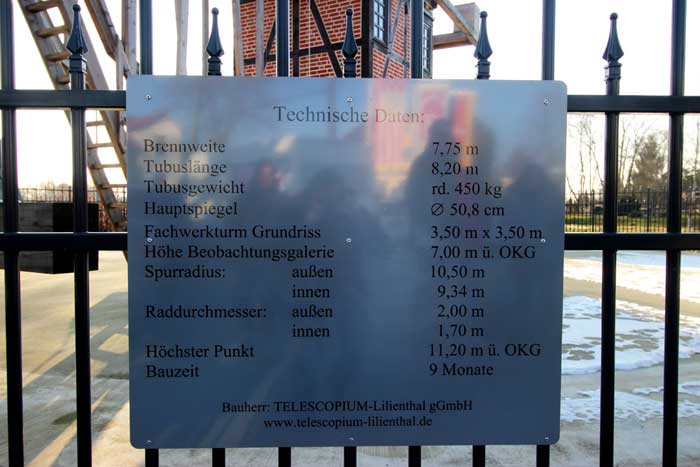 Technische Daten:
Brennweite 7,75 m
Tubuslänge 8,20 m
Tubusgewicht rd. 450 kg
Hauptspiegel ∅ 50,8 cm
Fachwerkturm Grundriss 3,50 m x 3,50 m
Höhe Beobachtungsgalerie 7,00 m ü. OKG
Spurradius: außen 10,50 m
innen 9,34 m
Raddurchmesser: außen 2,00 m
innen 1,70 m
Höchster Punkt 11,20 m ü. OKG
Bauzeit 9 Monate
Bauherr: TELESCOPIUM-Lilienthal gGmbH
www.telescopium-lilienthal.de